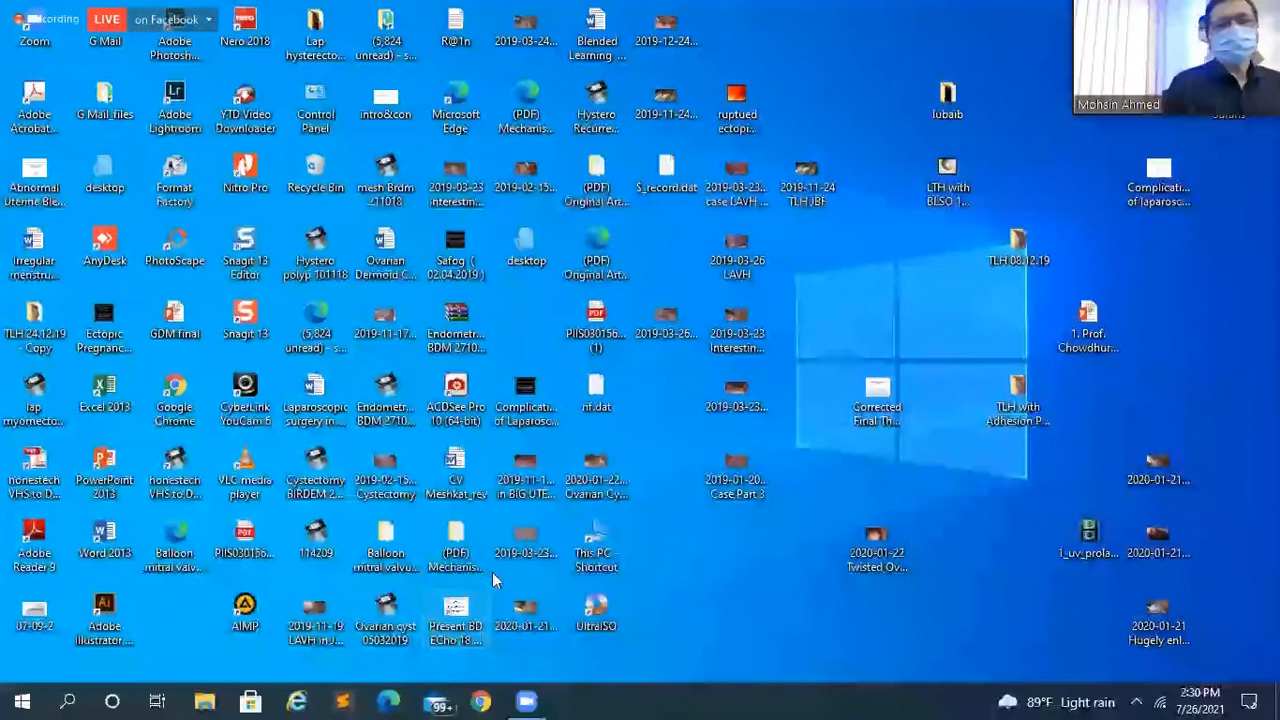 Recording
LIVE on Facebook
Mohsin Ahmed
Zoom
G Mail
Adobe
Photosh...
Nero 2018
Lap
hysterecto...
(5,824
unread) - s...
R@1n
2019-03-24...
Blended
Learning_...
2019-12-24...
Adobe
Acrobat...
G Mail_files
Adobe
Lightroom
YTD Video
Downloader
Control
Panel
intro&con
Microsoft
Edge
(PDF)
Mechanis...
Hystero
Recurre...
2019-11-24...
ruptued
ectopi...
lubaib
Abnormal
Uterine Ble...
desktop
Format
Factory
Nitro Pro
Recycle Bin
mesh Brdm
211018
2019-03-23
interestin...
2019-02-15...
(PDF)
Original Art...
S_record.dat
2019-03-23...
case LAVH ...
2019-11-24
TLH JBF
LTH with
BLSO 1...
Complicati...
of laparosc...
Irregular
menstru...
AnyDesk
PhotoScape
Snagit 13
Editor
Hystero
polyp 101118
Ovarian
Dermoid C...
Safog (
02.04.2019 )
desktop
(PDF)
Original Art...
2019-03-26
LAVH
TLH 08.12.19
TLH 24.12.19
- Copy
Ectopic
Pregnanc...
GDM final
Snagit 13
(5,824
unread) - s...
2019-11-17...
Endometr...
BDM 2710...
PIIS030156...
(1)
2019-03-26...
2019-03-23
Interestin...
1. Prof.
Chowdhur...
lap
myomecto...
Excel 2013
Google
Chrome
CyberLink
YouCam 6
Laparoscopic
surgery in ...
Endometr...
BDM 2710...
ACDSee Pro
10 (64-bit)
Complicati...
of Laparosc...
nf.dat
2019-03-23...
Corrected
Final Th...
TLH with
Adhesion P...
honestech
VHS to D...
PowerPoint
2013
honestech
VHS to D...
VLC media
player
Cystectomy
BIRDEM 2...
2019-02-15...
Cystectomy
CV
Meshkat_rev
2019-11-1...
in BIG UTE...
2020-01-22...
Ovarian Cy...
2019-01-20...
Case Part 3
2020-01-21...
Adobe
Reader 9
Word 2013
Balloon
mitral valv...
PIIS030156...
114209
Balloon
mitral valvu...
(PDF)
Mechanis...
2019-03-23...
This PC -
Shortcut
2020-01-22
Twisted Ov...
1_uv_prola...
2020-01-21...
07-09-2
Adobe
Illustrator...
AIMP
2019-11-19
LAVH in J...
Ovarian cyst
05032019
Present BD
ECho 18 ...
2020-01-21...
UltraISO
2020-01-21
Hugely enl...
99+
89°F Light rain
2:30 PM
7/26/2021